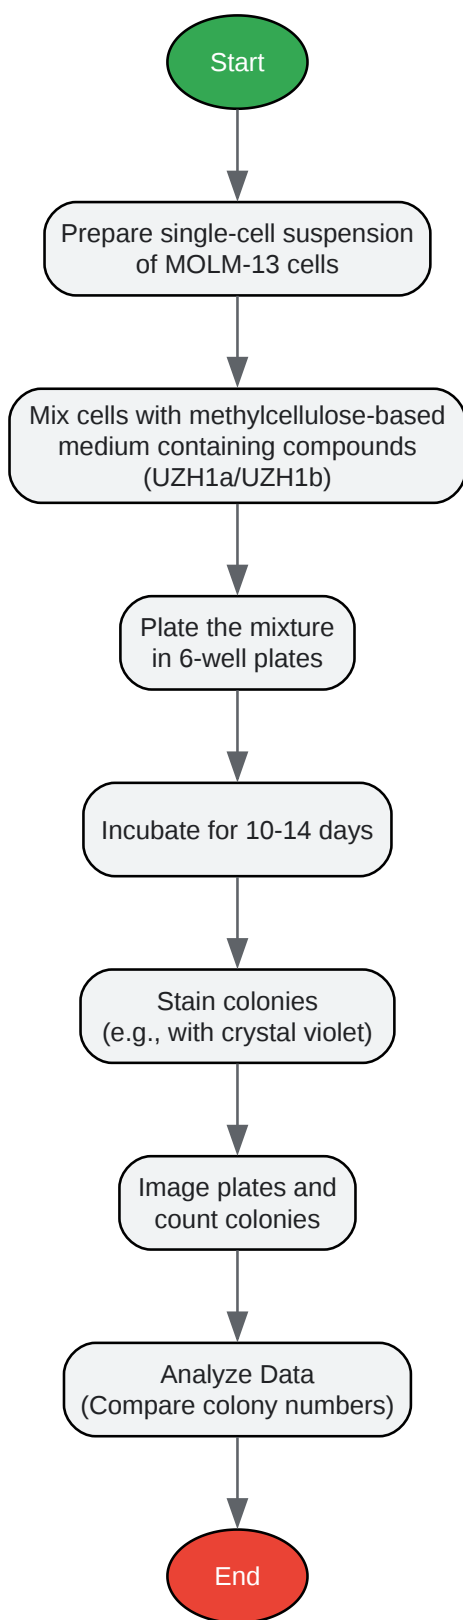 Start
Prepare single-cell suspension
of MOLM-13 cells
Mix cells with methylcellulose-based
medium containing compounds
(UZH1a/UZH1b)
Plate the mixture
in 6-well plates
Incubate for 10-14 days
Stain colonies
(e.g., with crystal violet)
Image plates and
count colonies
Analyze Data
(Compare colony numbers)
End